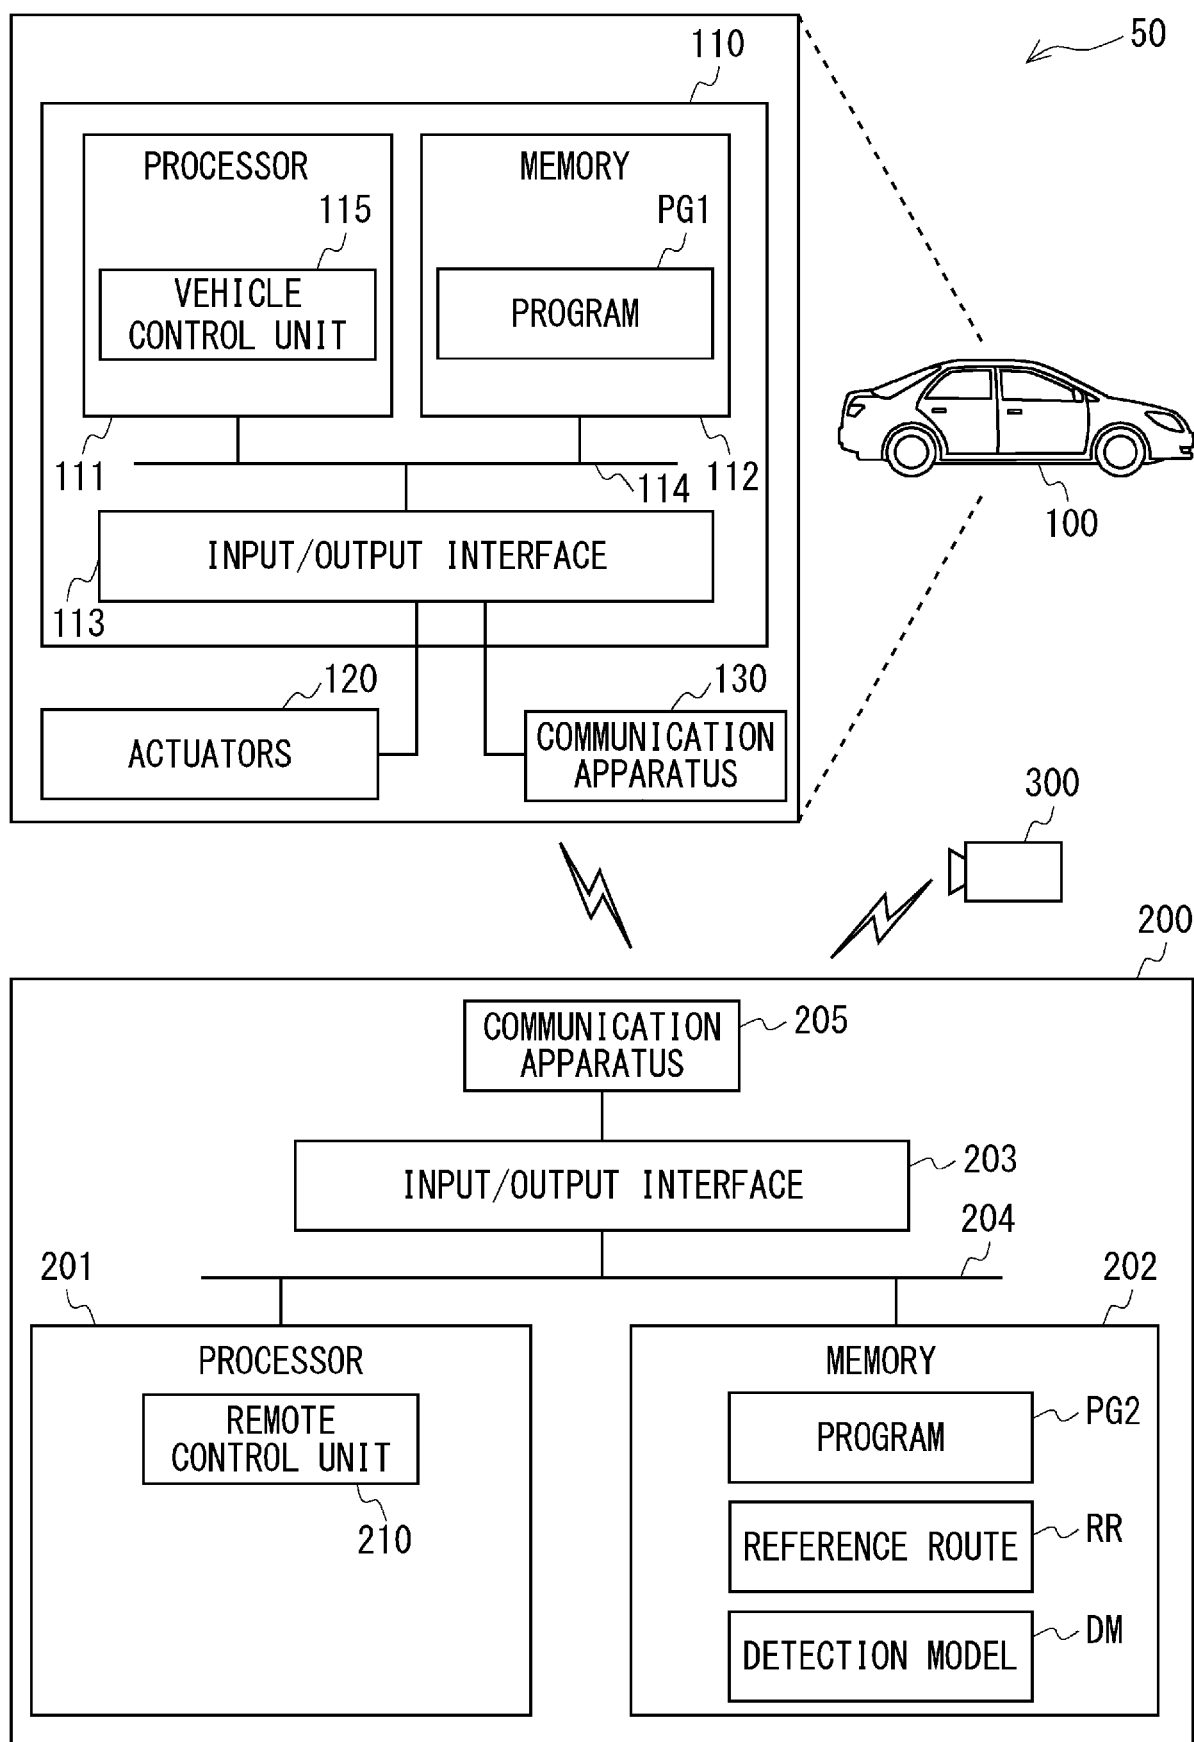 50
110
PROCESSOR
MEMORY
115
PG1
VEHICLE
CONTROL UNIT
PROGRAM
111
114
112
100
INPUT/OUTPUT INTERFACE
113
120
130
ACTUATORS
COMMUNICATION
APPARATUS
300
200
COMMUNICATION
APPARATUS
205
INPUT/OUTPUT INTERFACE
203
204
201
202
PROCESSOR
MEMORY
REMOTE
CONTROL UNIT
210
PROGRAM
PG2
REFERENCE ROUTE
RR
DETECTION MODEL
DM